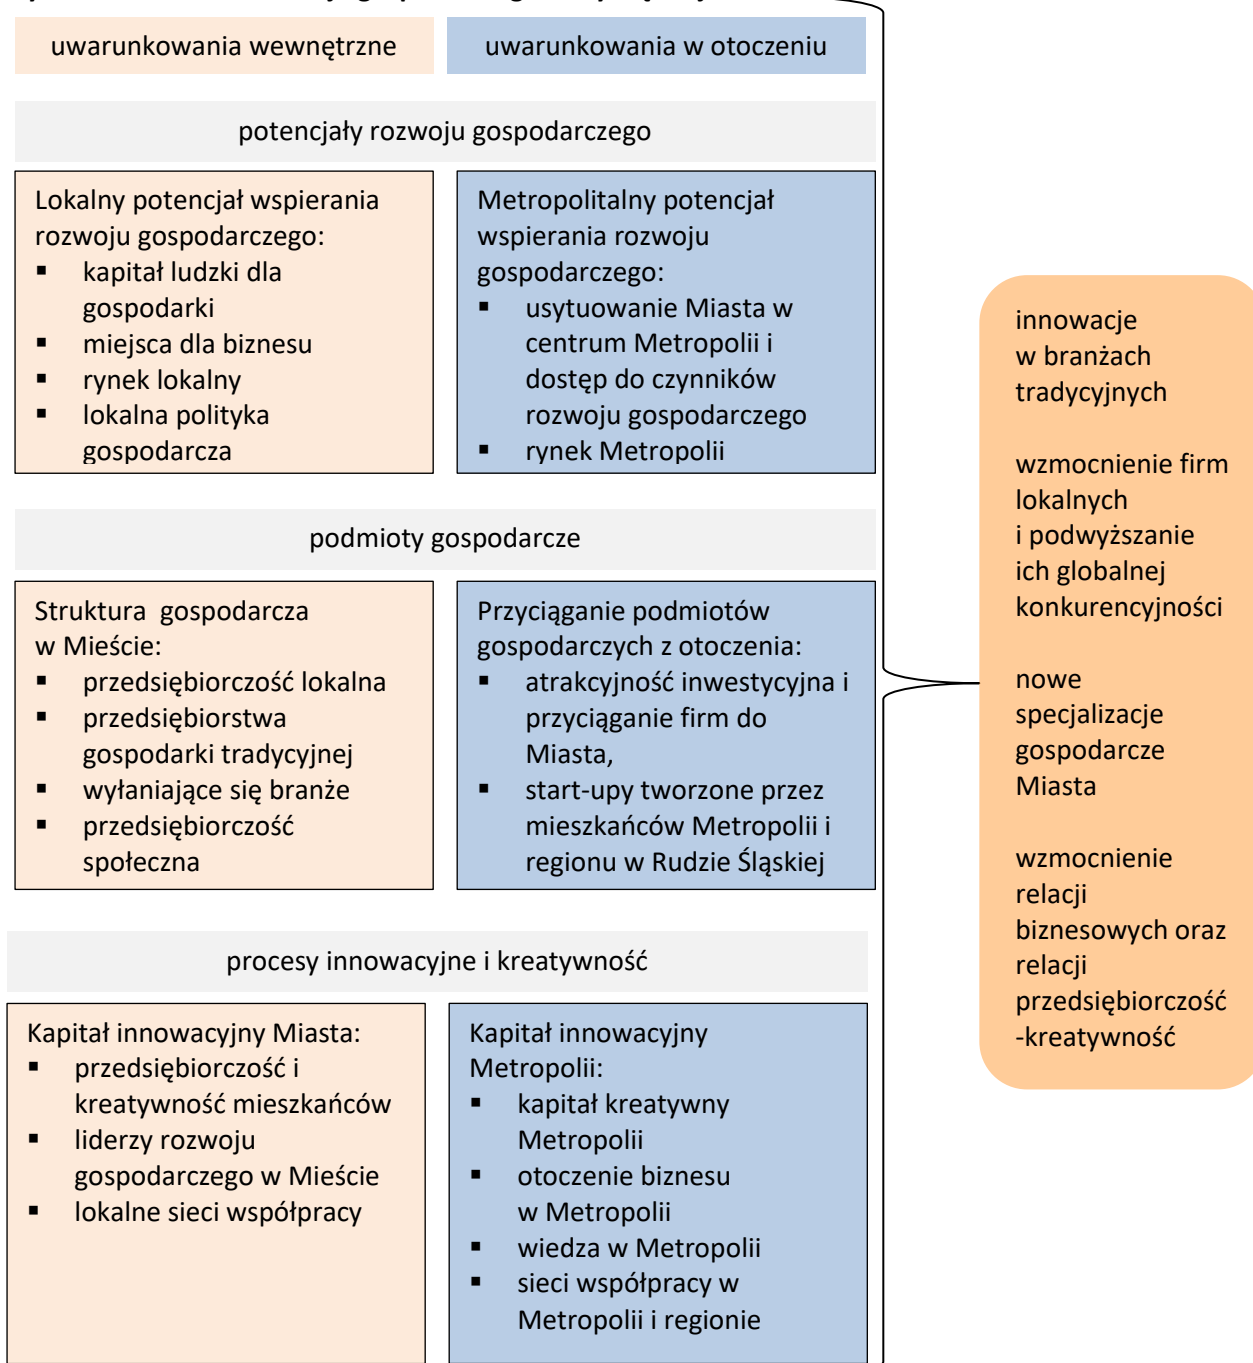 uwarunkowania wewnętrzne
uwarunkowania w otoczeniu
potencjały rozwoju gospodarczego
Lokalny potencjał wspierania
rozwoju gospodarczego:
▪ kapitał ludzki dla
gospodarki
▪ miejsca dla biznesu
▪ rynek lokalny
▪ lokalna polityka
gospodarcza
Metropolitalny potencjał
wspierania rozwoju
gospodarczego:
▪ usytuowanie Miasta w
centrum Metropolii i
dostęp do czynników
rozwoju gospodarczego
▪ rynek Metropolii
podmioty gospodarcze
Struktura gospodarcza
w Mieście:
▪ przedsiębiorczość lokalna
▪ przedsiębiorstwa
gospodarki tradycyjnej
▪ wyłaniające się branże
▪ przedsiębiorczość
społeczna
Przyciąganie podmiotów
gospodarczych z otoczenia:
▪ atrakcyjność inwestycyjna i
przyciąganie firm do
Miasta,
▪ start-upy tworzone przez
mieszkańców Metropolii i
regionu w Rudzie Śląskiej
procesy innowacyjne i kreatywność
Kapitał innowacyjny Miasta:
▪ przedsiębiorczość i
kreatywność mieszkańców
▪ liderzy rozwoju
gospodarczego w Mieście
▪ lokalne sieci współpracy
Kapitał innowacyjny
Metropolii:
▪ kapitał kreatywny
Metropolii
▪ otoczenie biznesu
w Metropolii
▪ wiedza w Metropolii
▪ sieci współpracy w
Metropolii i regionie
innowacje
w branżach
tradycyjnych
wzmocnienie firm
lokalnych
i podwyższanie
ich globalnej
konkurencyjności
nowe
specjalizacje
gospodarcze
Miasta
wzmocnienie
relacji
biznesowych oraz
relacji
przedsiębiorczość
-kreatywność